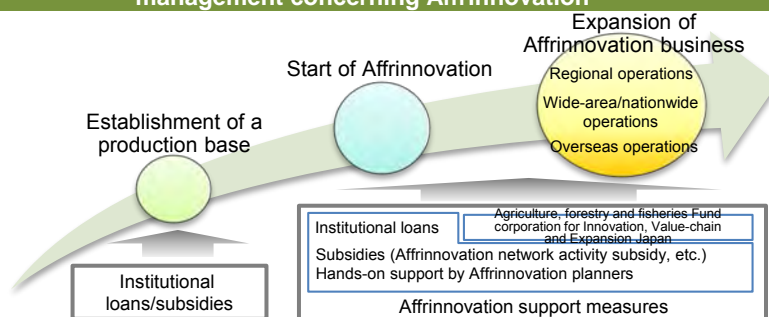 management concerning Affrinnovation
Expansion of
Affrinnovation business
Regional operations
Wide-area/nationwide
operations
Overseas operations
Start of Affrinnovation
Establishment of a
production base
Institutional
loans/subsidies
Institutional loans
Agriculture, forestry and fisheries Fund
corporation for Innovation, Value-chain
and Expansion Japan
Subsidies (Affrinnovation network activity subsidy, etc.)
Hands-on support by Affrinnovation planners
Affrinnovation support measures